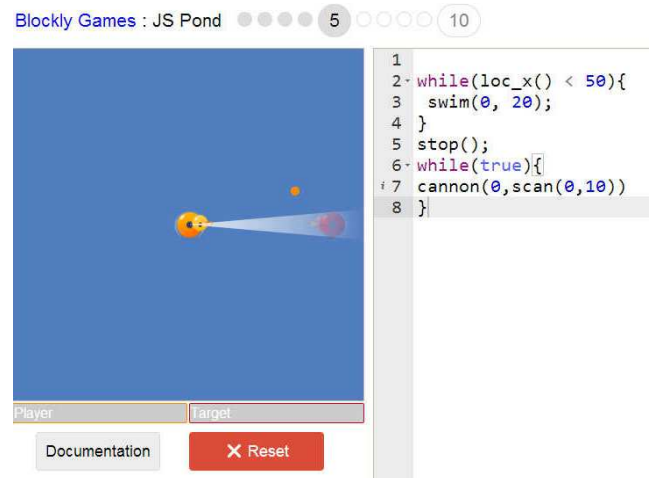 Blockly Games : JS Pond 5 10
1
2 while(loc_x() < 50){
3 swim(0, 20);
4 }
5 stop();
6 while(true){
i 7 cannon(0,scan(0,10))
8 }
Player Target
Documentation X Reset